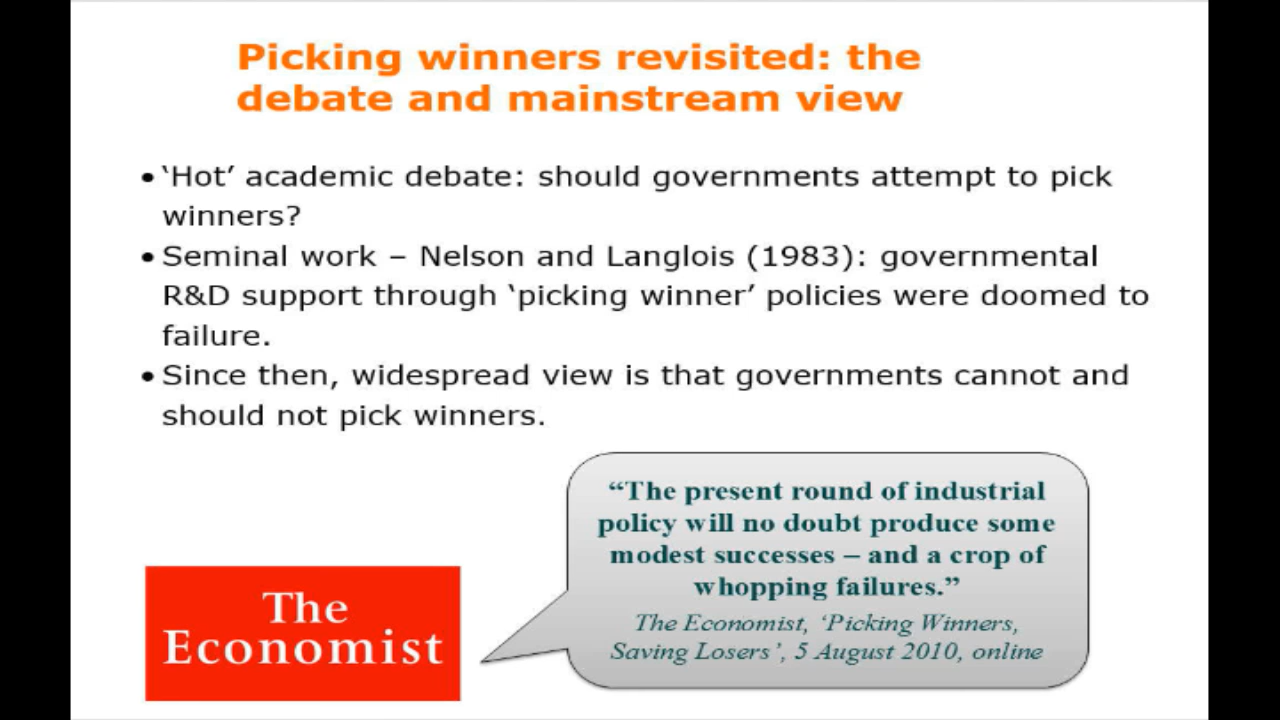 Picking winners revisited: the
debate and mainstream view
•‘Hot’ academic debate: should governments attempt to pick
winners?
•Seminal work – Nelson and Langlois (1983): governmental
R&D support through ‘picking winner’ policies were doomed to
failure.
•Since then, widespread view is that governments cannot and
should not pick winners.
“The present round of industrial
policy will no doubt produce some
modest successes – and a crop of
whopping failures.”
The Economist, ‘Picking Winners,
Saving Losers’, 5 August 2010, online
The
Economist